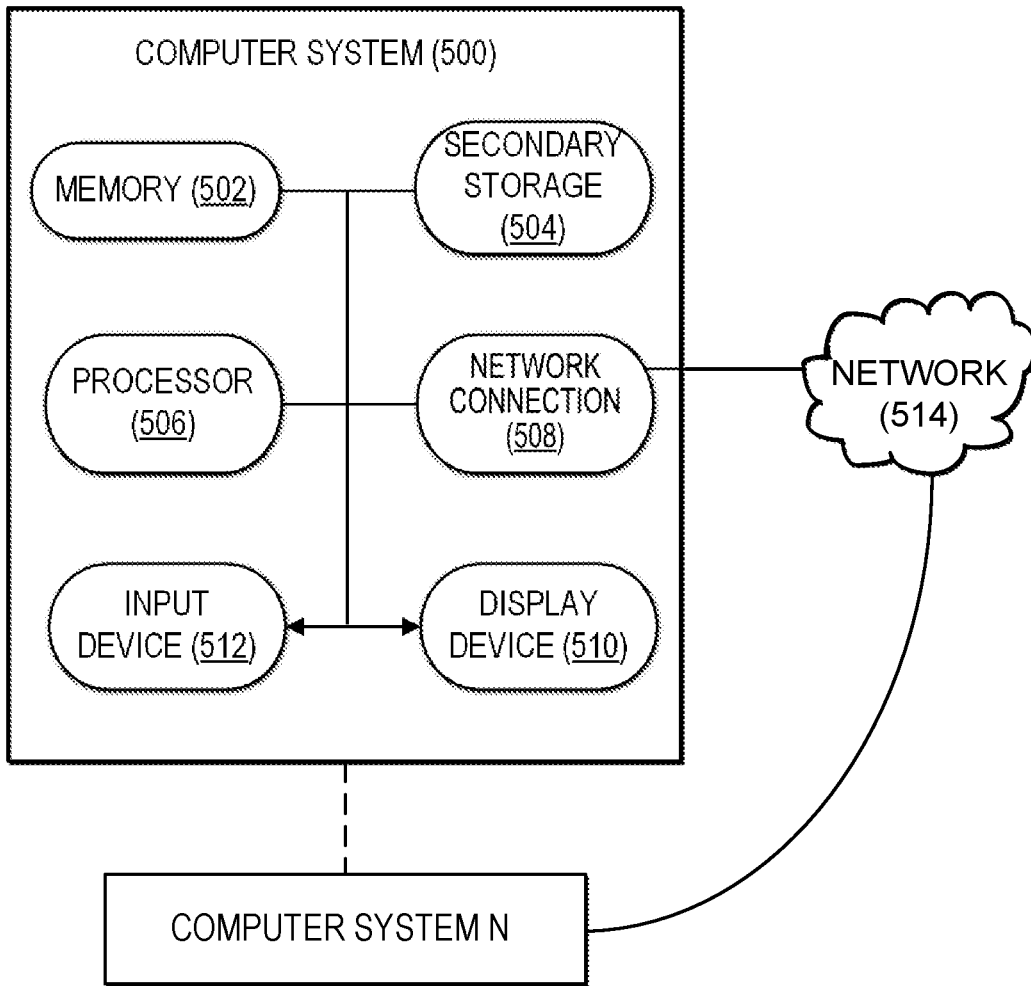 COMPUTER SYSTEM (500)
MEMORY (502)
SECONDARY
STORAGE
(504)
PROCESSOR
(506)
NETWORK
CONNECTION
(508)
NETWORK
(514)
INPUT
DEVICE (512)
DISPLAY
DEVICE (510)
COMPUTER SYSTEM N